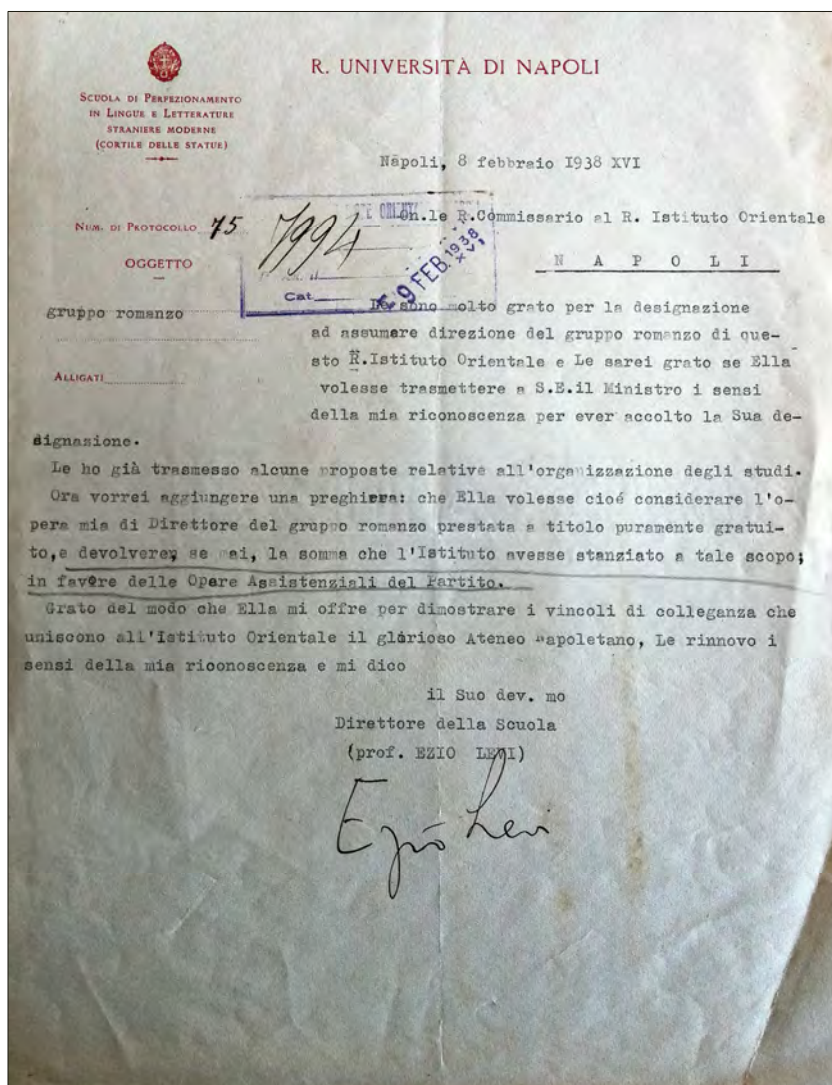 R. UNIVERSITÀ DI NAPOLI
SCUOLA DI PERFEZIONAMENTO
IN LINGUE E LETTERATURE
STRANIERE MODERNE
(CORTILE DELLE STATUE)
Napoli, 8 febbraio 1938 XVI
On.le R.Commissario al R. Istituto Orientale
N A P O L I
NUM. DI PROTOCOLLO 75
7994
9 FEB. 1938
XVI
Cat.
OGGETTO
gruppo romanzo
ALLIGATI
Le sono molto grato per la designazione
ad assumere direzione del gruppo romanzo di que-
sto R.Istituto Orientale e Le sarei grato se Ella
volesse trasmettere a S.E.il Ministro i sensi
della mia riconoscenza per ever accolto la Sua de-
signazione.
Le ho già trasmesso alcune proposte relative all'organizzazione degli studi.
Ora vorrei aggiungere una preghiera: che Ella volesse cioé considerare l'o-
pera mia di Direttore del gruppo romanzo prestata a titolo puramente gratui-
to,e devolvere, se mai, la somma che l'Istituto avesse stanziato a tale scopo;
in favore delle Opere Assistenziali del Partito.
Grato del modo che Ella mi offre per dimostrare i vincoli di colleganza che
uniscono all'Istituto Orientale il glorioso Ateneo napoletano, Le rinnovo i
sensi della mia riconoscenza e mi dico
il Suo dev. mo
Direttore della Scuola
(prof. EZIO LEVI)
Ezio Levi